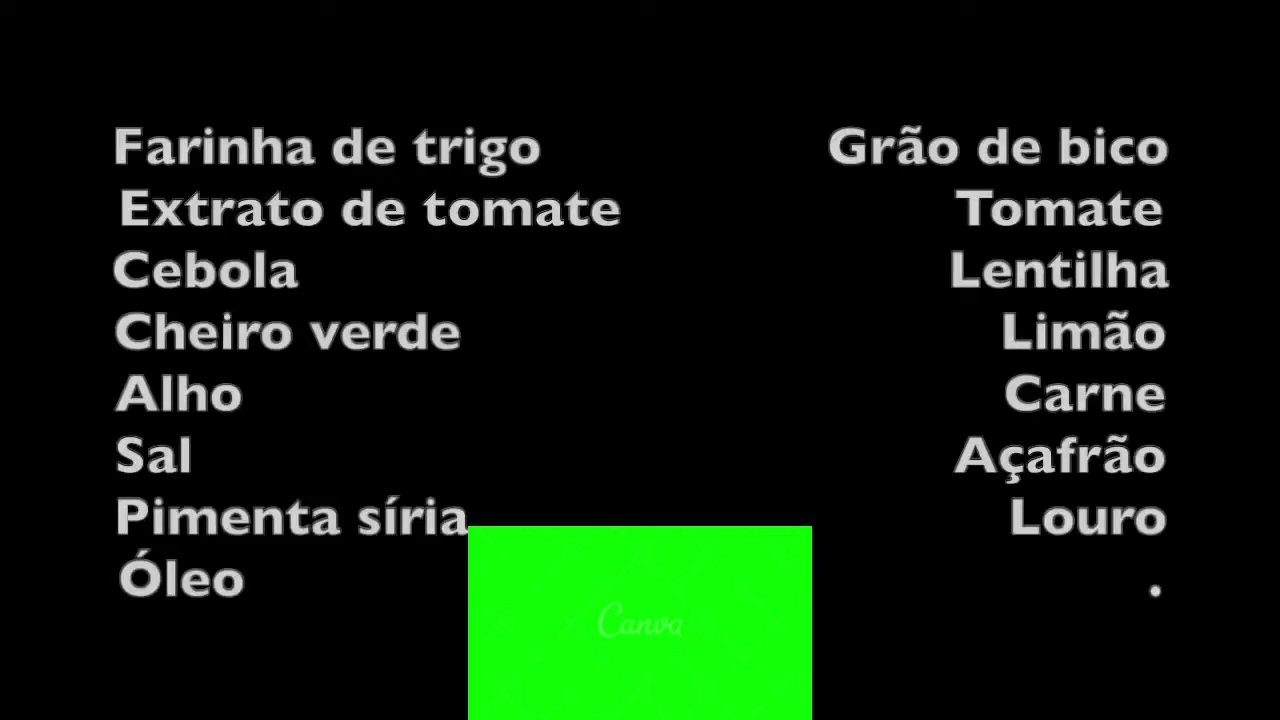 Farinha de trigo
Extrato de tomate
Cebola
Cheiro verde
Alho
Sal
Pimenta síria
Óleo
Grão de bico
Tomate
Lentilha
Limão
Carne
Açafrão
Louro
.
Canva